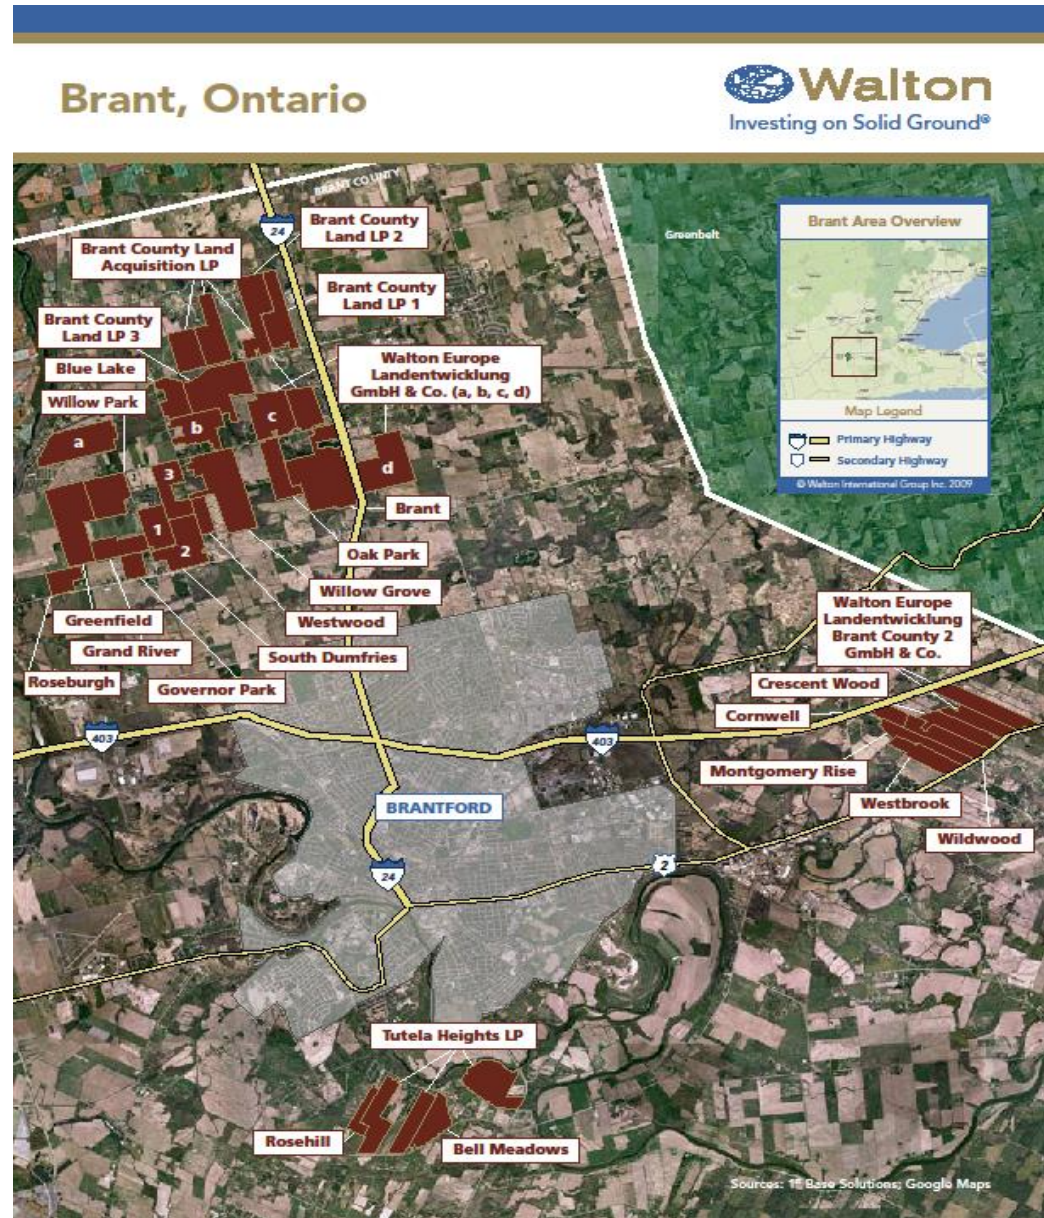 Brant, Ontario
Walton
Investing on Solid Ground®
BRANT COUNTY
24
Brant County
Land LP 2
Brant County Land
Acquisition LP
Brant County
Land LP 1
Brant County
Land LP 3
Walton Europe
Landentwicklung
GmbH & Co. (a, b, c, d)
Blue Lake
Willow Park
a
b
c
d
3
1
2
Brant
Oak Park
Willow Grove
Westwood
South Dumfries
Greenfield
Grand River
Roseburgh
Governor Park
Greenbelt
Brant Area Overview
Map Legend
Primary Highway
Secondary Highway
© Walton International Group Inc. 2009
Walton Europe
Landentwicklung
Brant County 2
GmbH & Co.
Crescent Wood
Cornwell
Montgomery Rise
Westbrook
Wildwood
403
403
BRANTFORD
24
2
Tutela Heights LP
Rosehill
Bell Meadows
Sources: 1st Base Solutions; Google Maps